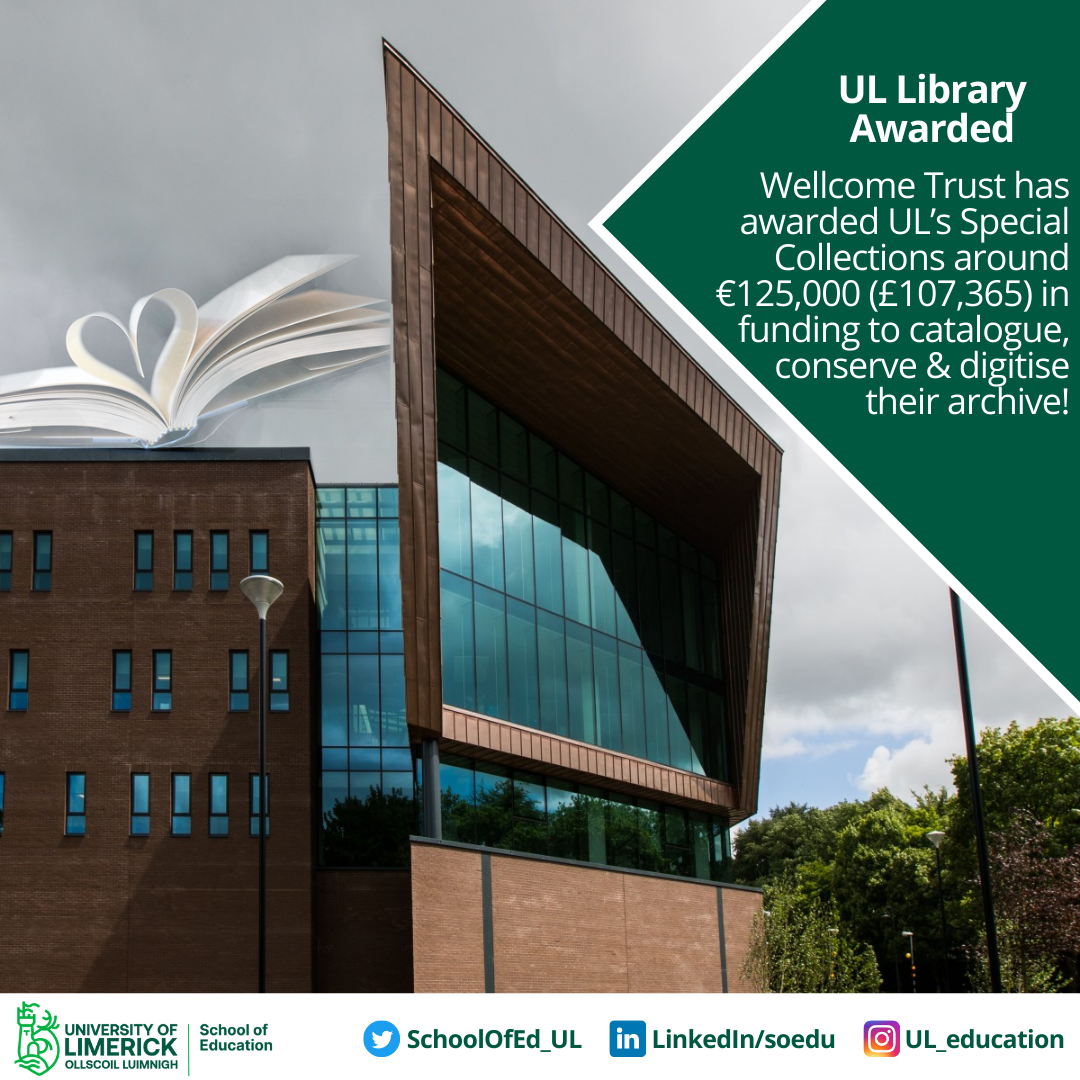 UL Library
Awarded
Wellcome Trust has
awarded UL’s Special
Collections around
€125,000 (£107,365) in
funding to catalogue,
conserve & digitise
their archive!
UNIVERSITY OF
LIMERICK
OLLSCOIL LUIMNIGH
School of
Education
SchoolOfEd_UL
LinkedIn/soedu
UL_education